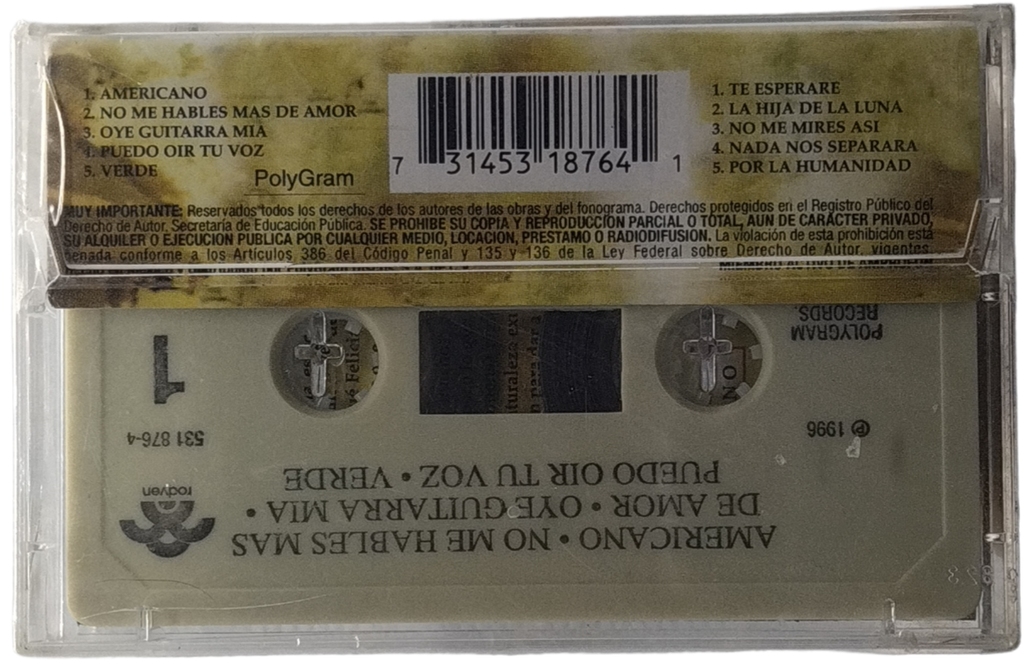 1. AMERICANO
2. NO ME HABLES MAS DE AMOR
3. OYE GUITARRA MIA
4. PUEDO OIR TU VOZ
5. VERDE
PolyGram
7 31453 18764 1
1. TE ESPERARE
2. LA HIJA DE LA LUNA
3. NO ME MIRES ASI
4. NADA NOS SEPARARA
5. POR LA HUMANIDAD
MUY IMPORTANTE: Reservados todos los derechos de los autores de las obras y del fonograma. Derechos protegidos en el Registro Público del
Derecho de Autor, Secretaría de Educación Pública. SE PROHIBE SU COPIA Y REPRODUCCION PARCIAL O TOTAL, AUN DE CARACTER PRIVADO,
SU ALQUILER O EJECUCION PUBLICA POR CUALQUIER MEDIO, LOCACION, PRESTAMO O RADIODIFUSION. La violación de esta prohibición está
penada conforme a los Artículos 386 del Código Penal y 135 y 136 de la Ley Federal sobre Derecho de Autor, vigentes.
POLYGRAM
RECORDS.
1
turaleza
n para dar
Felici
NO
531 876-4
℗ 1996
rodven
AMERICANO • NO ME HABLES MAS
DE AMOR • OYE GUITARRA MIA •
PUEDO OIR TU VOZ • VERDE